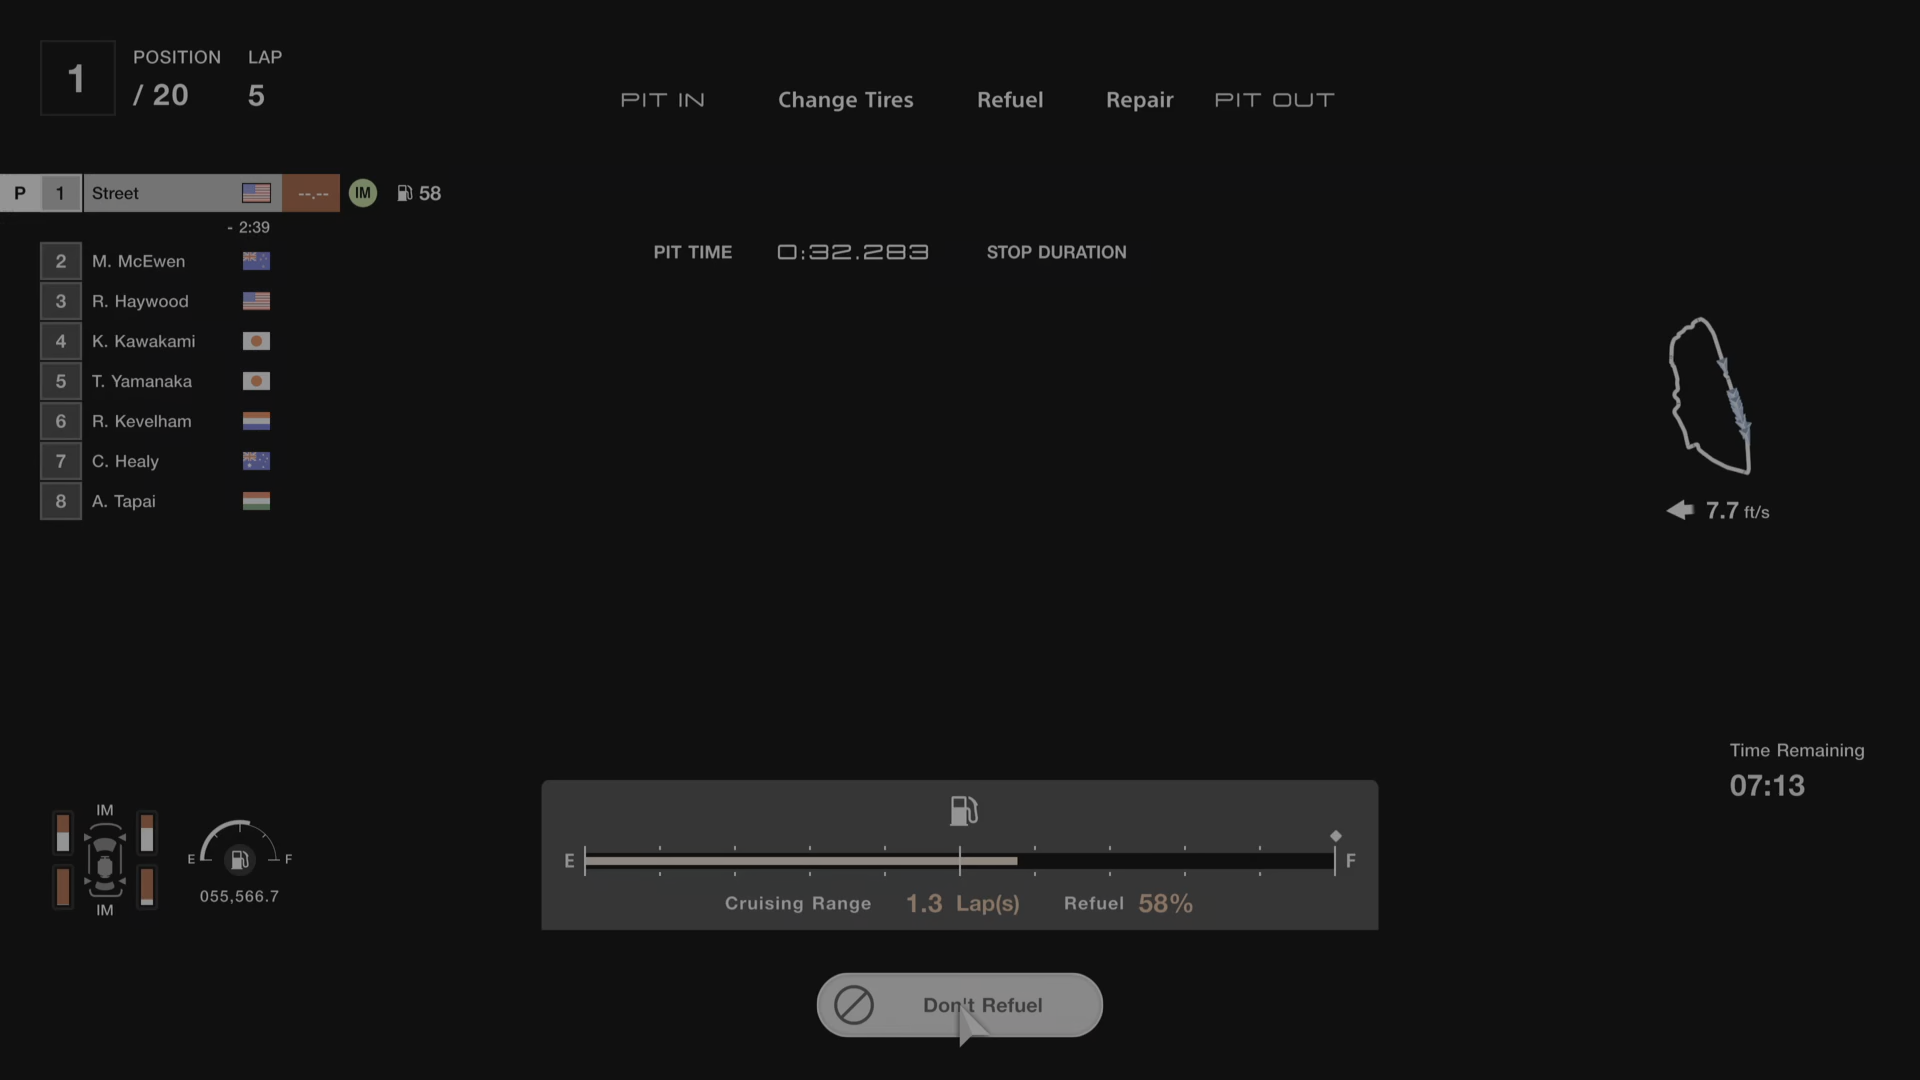 1 POSITION LAP
/ 20 5
PIT IN Change Tires Refuel Repair PIT OUT
P 1 Street --.-- IM 58
- 2:39
2 M. McEwen
3 R. Haywood
4 K. Kawakami
5 T. Yamanaka
6 R. Kevelham
7 C. Healy
8 A. Tapai
PIT TIME 0:32.283 STOP DURATION
7.7 ft/s
Time Remaining
07:13
IM
E F
055,566.7
IM
E F
Cruising Range 1.3 Lap(s) Refuel 58%
Don't Refuel